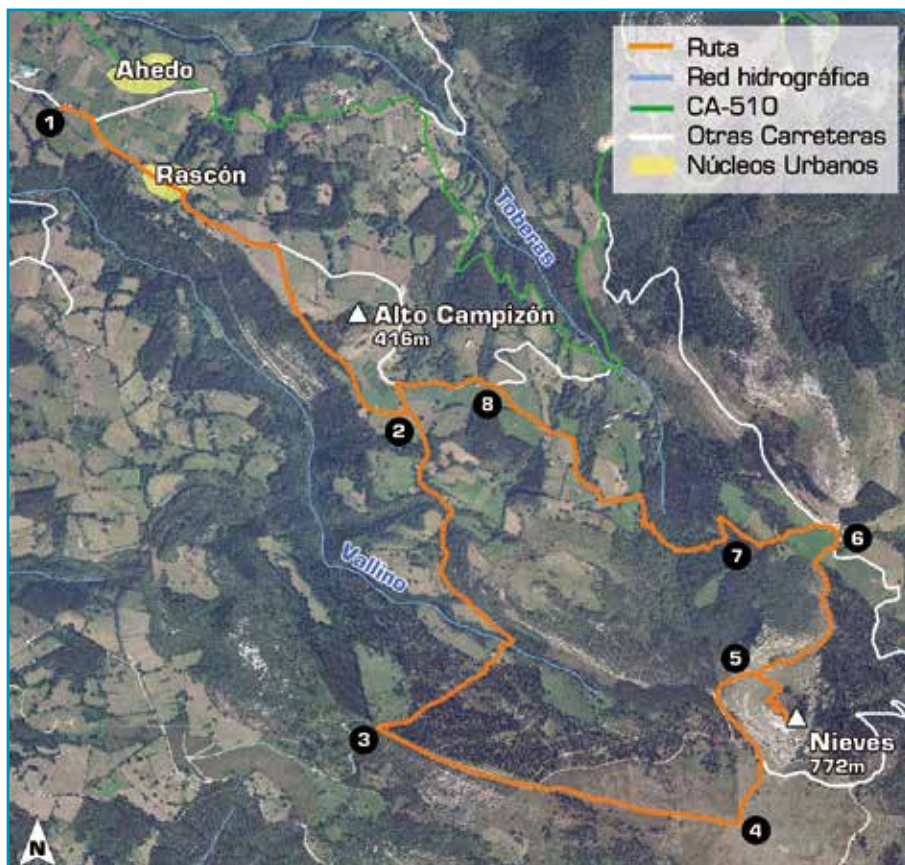 Ahedo
Rascón
Ruta
Red hidrográfica
CA-510
Otras Carreteras
Núcleos Urbanos
1
Toberas
Alto Campizón
416m
8
2
Vallino
7
6
5
3
Nieves
772m
4
N